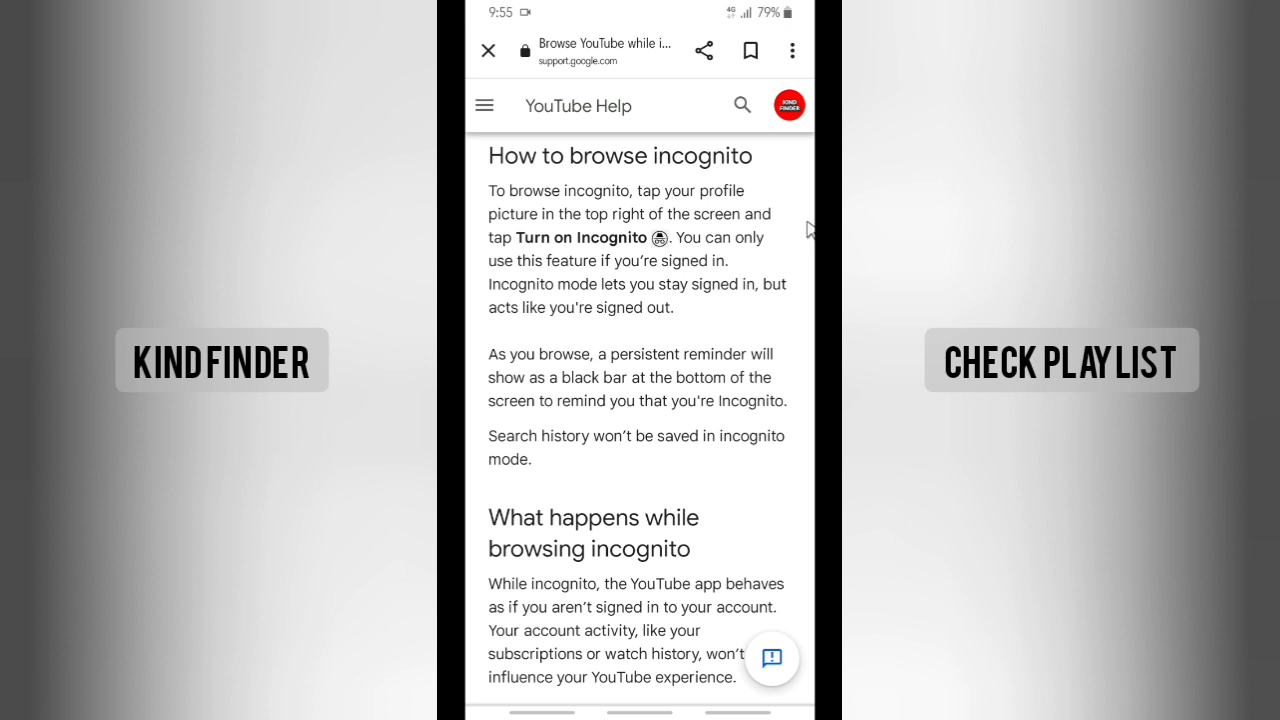 9:55
4G
79%
Browse YouTube while i...
support.google.com
YouTube Help
KIND
FINDER
How to browse incognito
To browse incognito, tap your profile
picture in the top right of the screen and
tap Turn on Incognito . You can only
use this feature if you’re signed in.
Incognito mode lets you stay signed in, but
acts like you're signed out.
As you browse, a persistent reminder will
show as a black bar at the bottom of the
screen to remind you that you're Incognito.
Search history won’t be saved in incognito
mode.
What happens while
browsing incognito
While incognito, the YouTube app behaves
as if you aren’t signed in to your account.
Your account activity, like your
subscriptions or watch history, won’t
influence your YouTube experience.
KIND FINDER
CHECK PLAYLIST